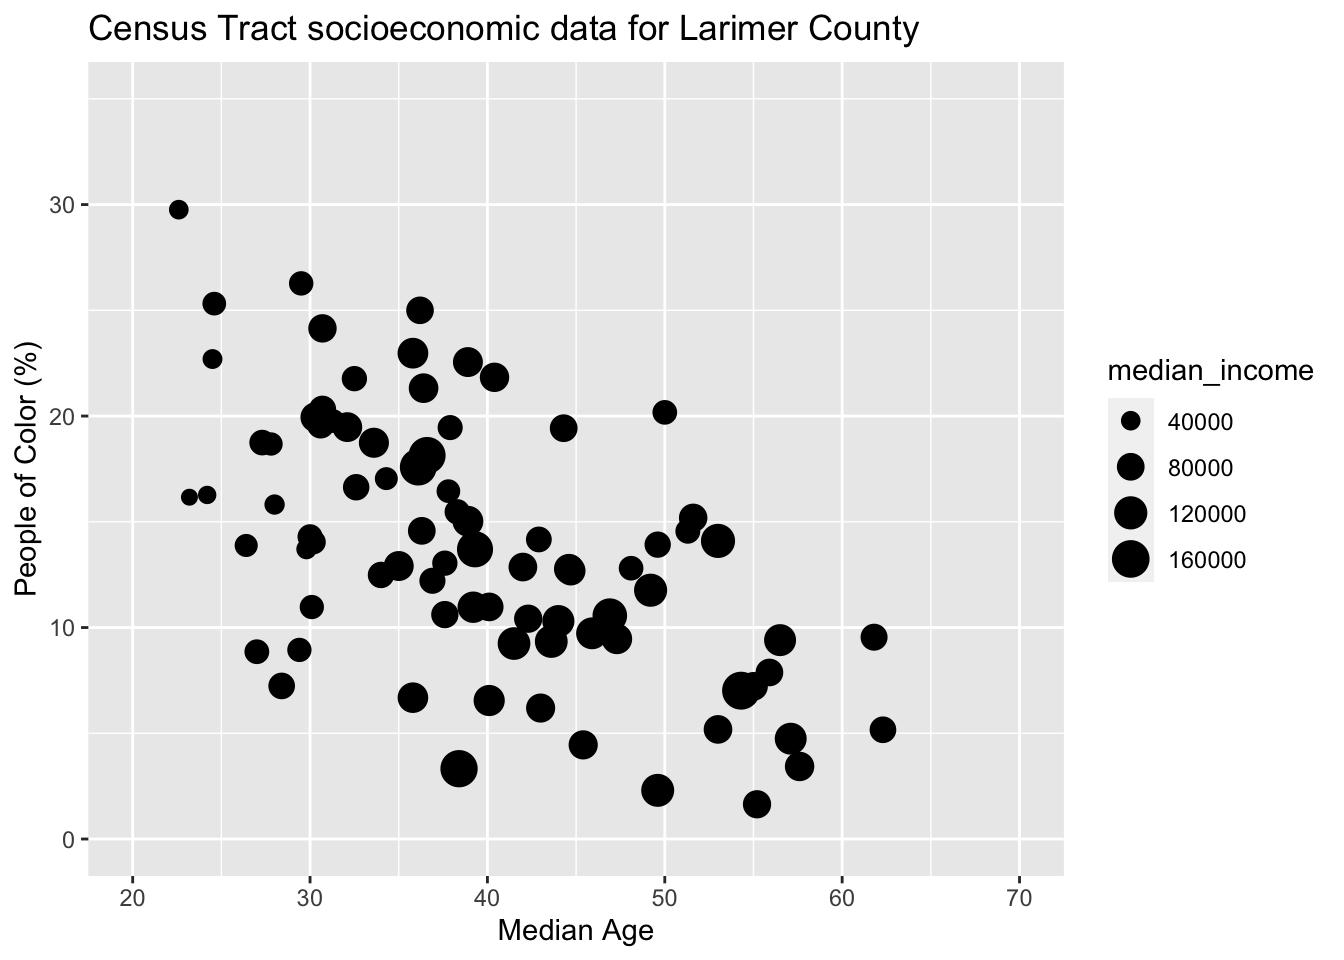 Census Tract socioeconomic data for Larimer County
People of Color (%)
30
20
10
0
20 30 40 50 60 70
Median Age
median_income
40000
80000
120000
160000